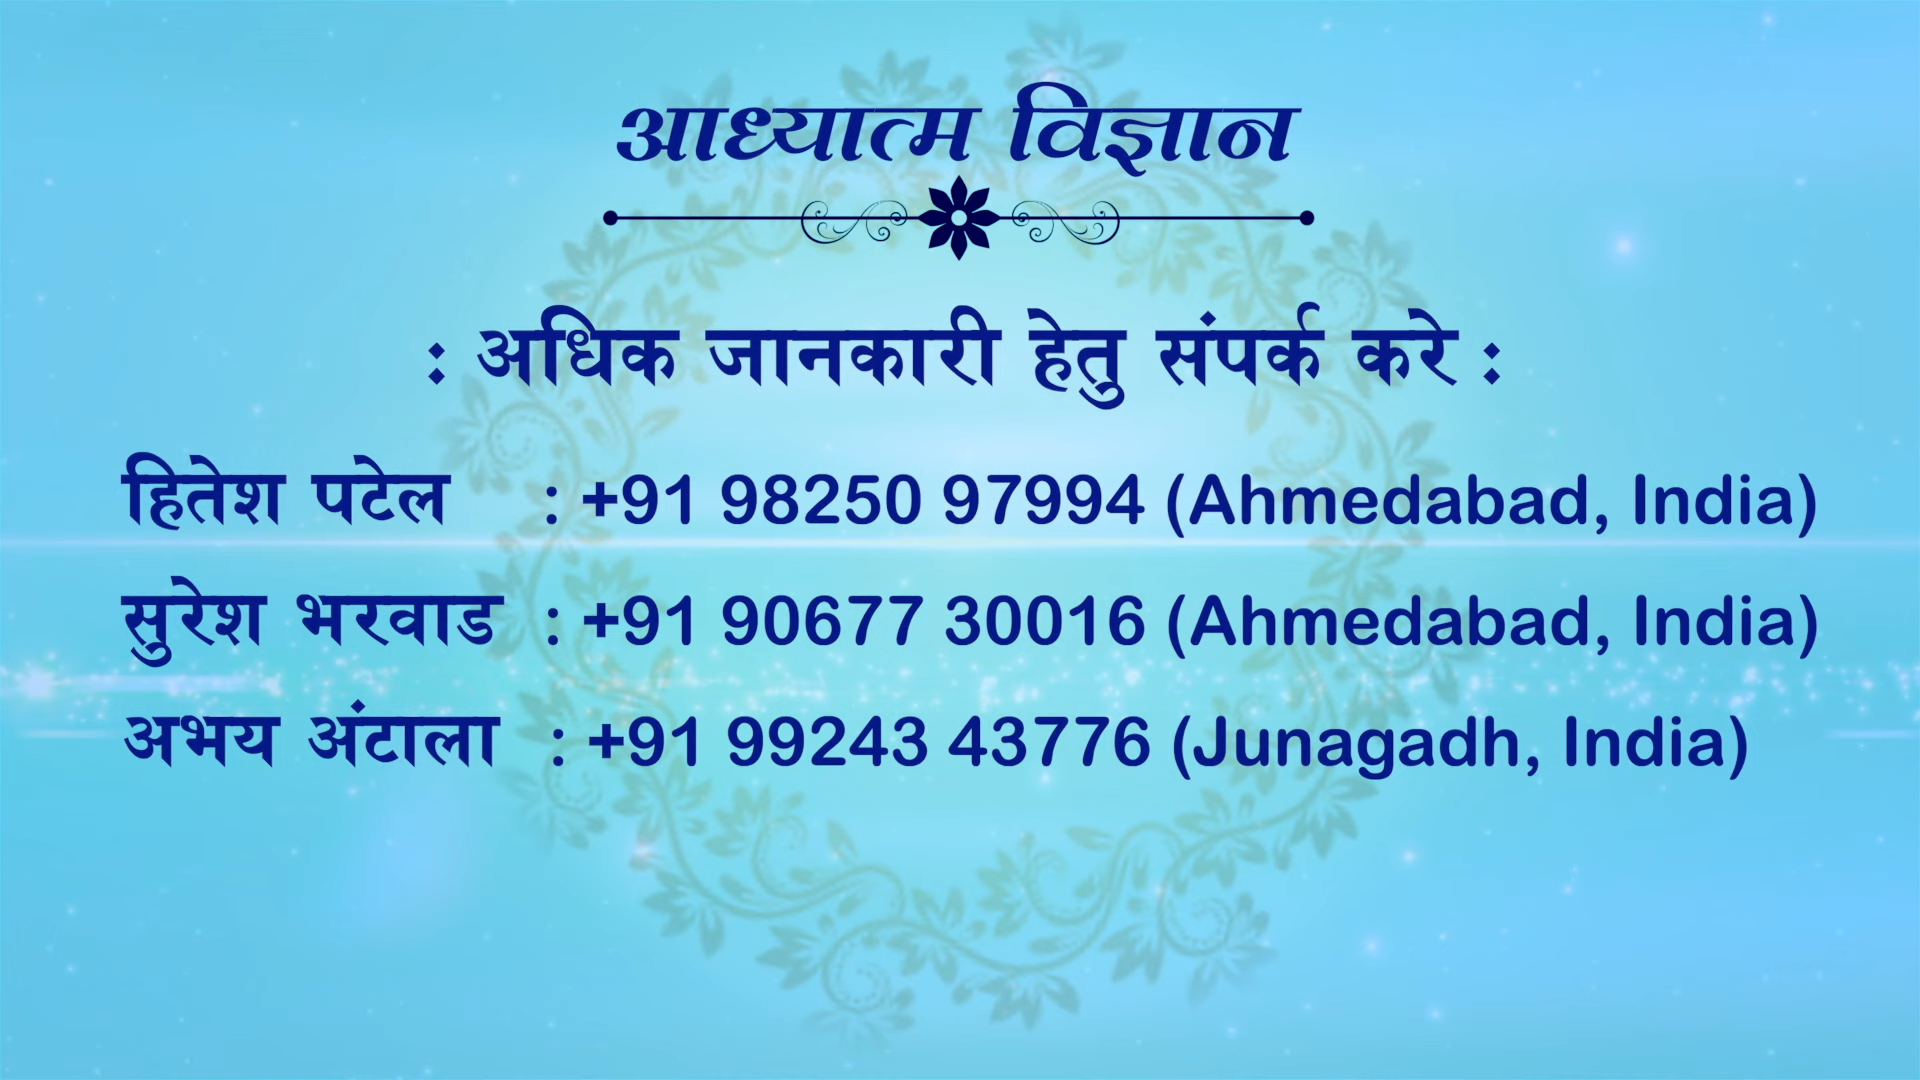 आध्यात्म विज्ञान
: अधिक जानकारी हेतु संपर्क करे :
हितेश पटेल : +91 98250 97994 (Ahmedabad, India)
सुरेश भरवाड : +91 90677 30016 (Ahmedabad, India)
अभय अंटाला : +91 99243 43776 (Junagadh, India)